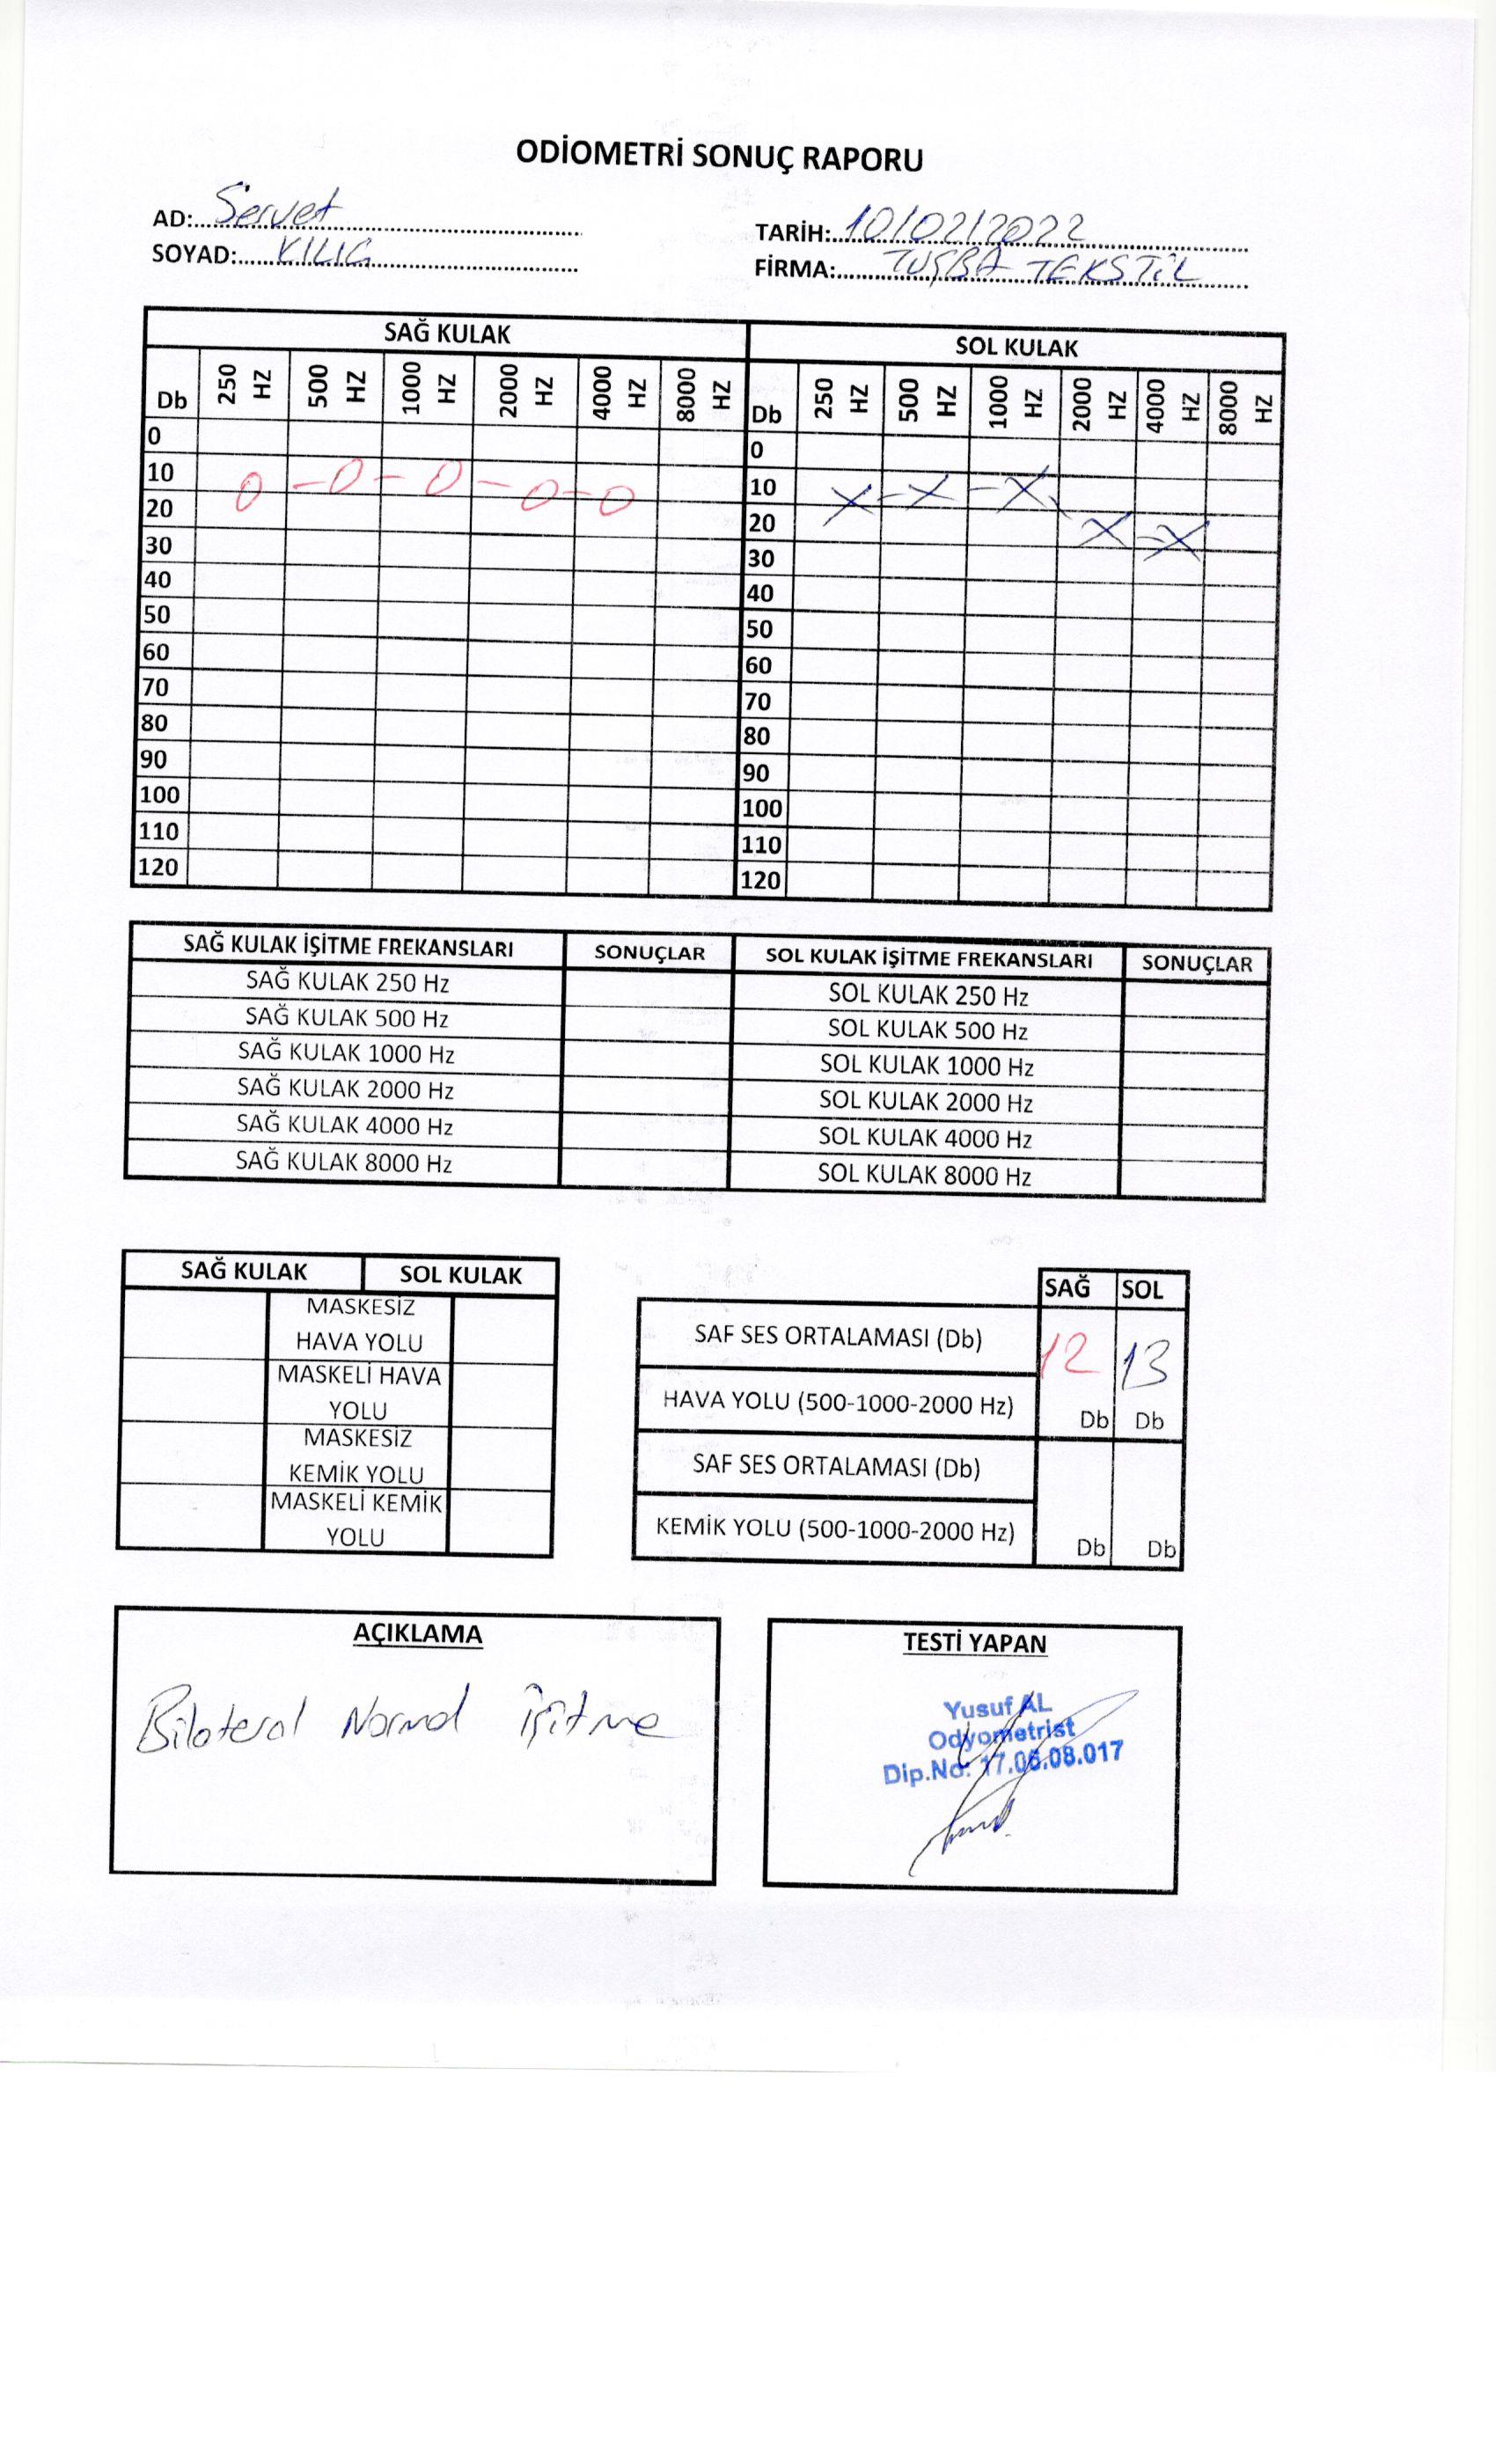 ODİOMETRİ SONUÇ RAPORU
AD: Servet
TARİH: 10/02/2022
SOYAD: KILIÇ
FİRMA: TUŞBA TEKSTİL
SAĞ KULAK SOL KULAK
Db 250 HZ 500 HZ 1000 HZ 2000 HZ 4000 HZ 8000 HZ Db 250 HZ 500 HZ 1000 HZ 2000 HZ 4000 HZ 8000 HZ
0 0
10 10
20 20
30 30
40 40
50 50
60 60
70 70
80 80
90 90
100 100
110 110
120 120
SAĞ KULAK İŞİTME FREKANSLARI SONUÇLAR SOL KULAK İŞİTME FREKANSLARI SONUÇLAR
SAĞ KULAK 250 Hz SOL KULAK 250 Hz
SAĞ KULAK 500 Hz SOL KULAK 500 Hz
SAĞ KULAK 1000 Hz SOL KULAK 1000 Hz
SAĞ KULAK 2000 Hz SOL KULAK 2000 Hz
SAĞ KULAK 4000 Hz SOL KULAK 4000 Hz
SAĞ KULAK 8000 Hz SOL KULAK 8000 Hz
SAĞ KULAK SOL KULAK
MASKESİZ
HAVA YOLU
MASKELİ HAVA
YOLU
MASKESİZ
KEMİK YOLU
MASKELİ KEMİK
YOLU
SAĞ SOL
SAF SES ORTALAMASI (Db) 12 13
HAVA YOLU (500-1000-2000 Hz) Db Db
SAF SES ORTALAMASI (Db)
KEMİK YOLU (500-1000-2000 Hz) Db Db
AÇIKLAMA
Bilateral Normal işitme
TESTİ YAPAN
Yusuf AL
Odyometrist
Dip.No: 17.06.08.017